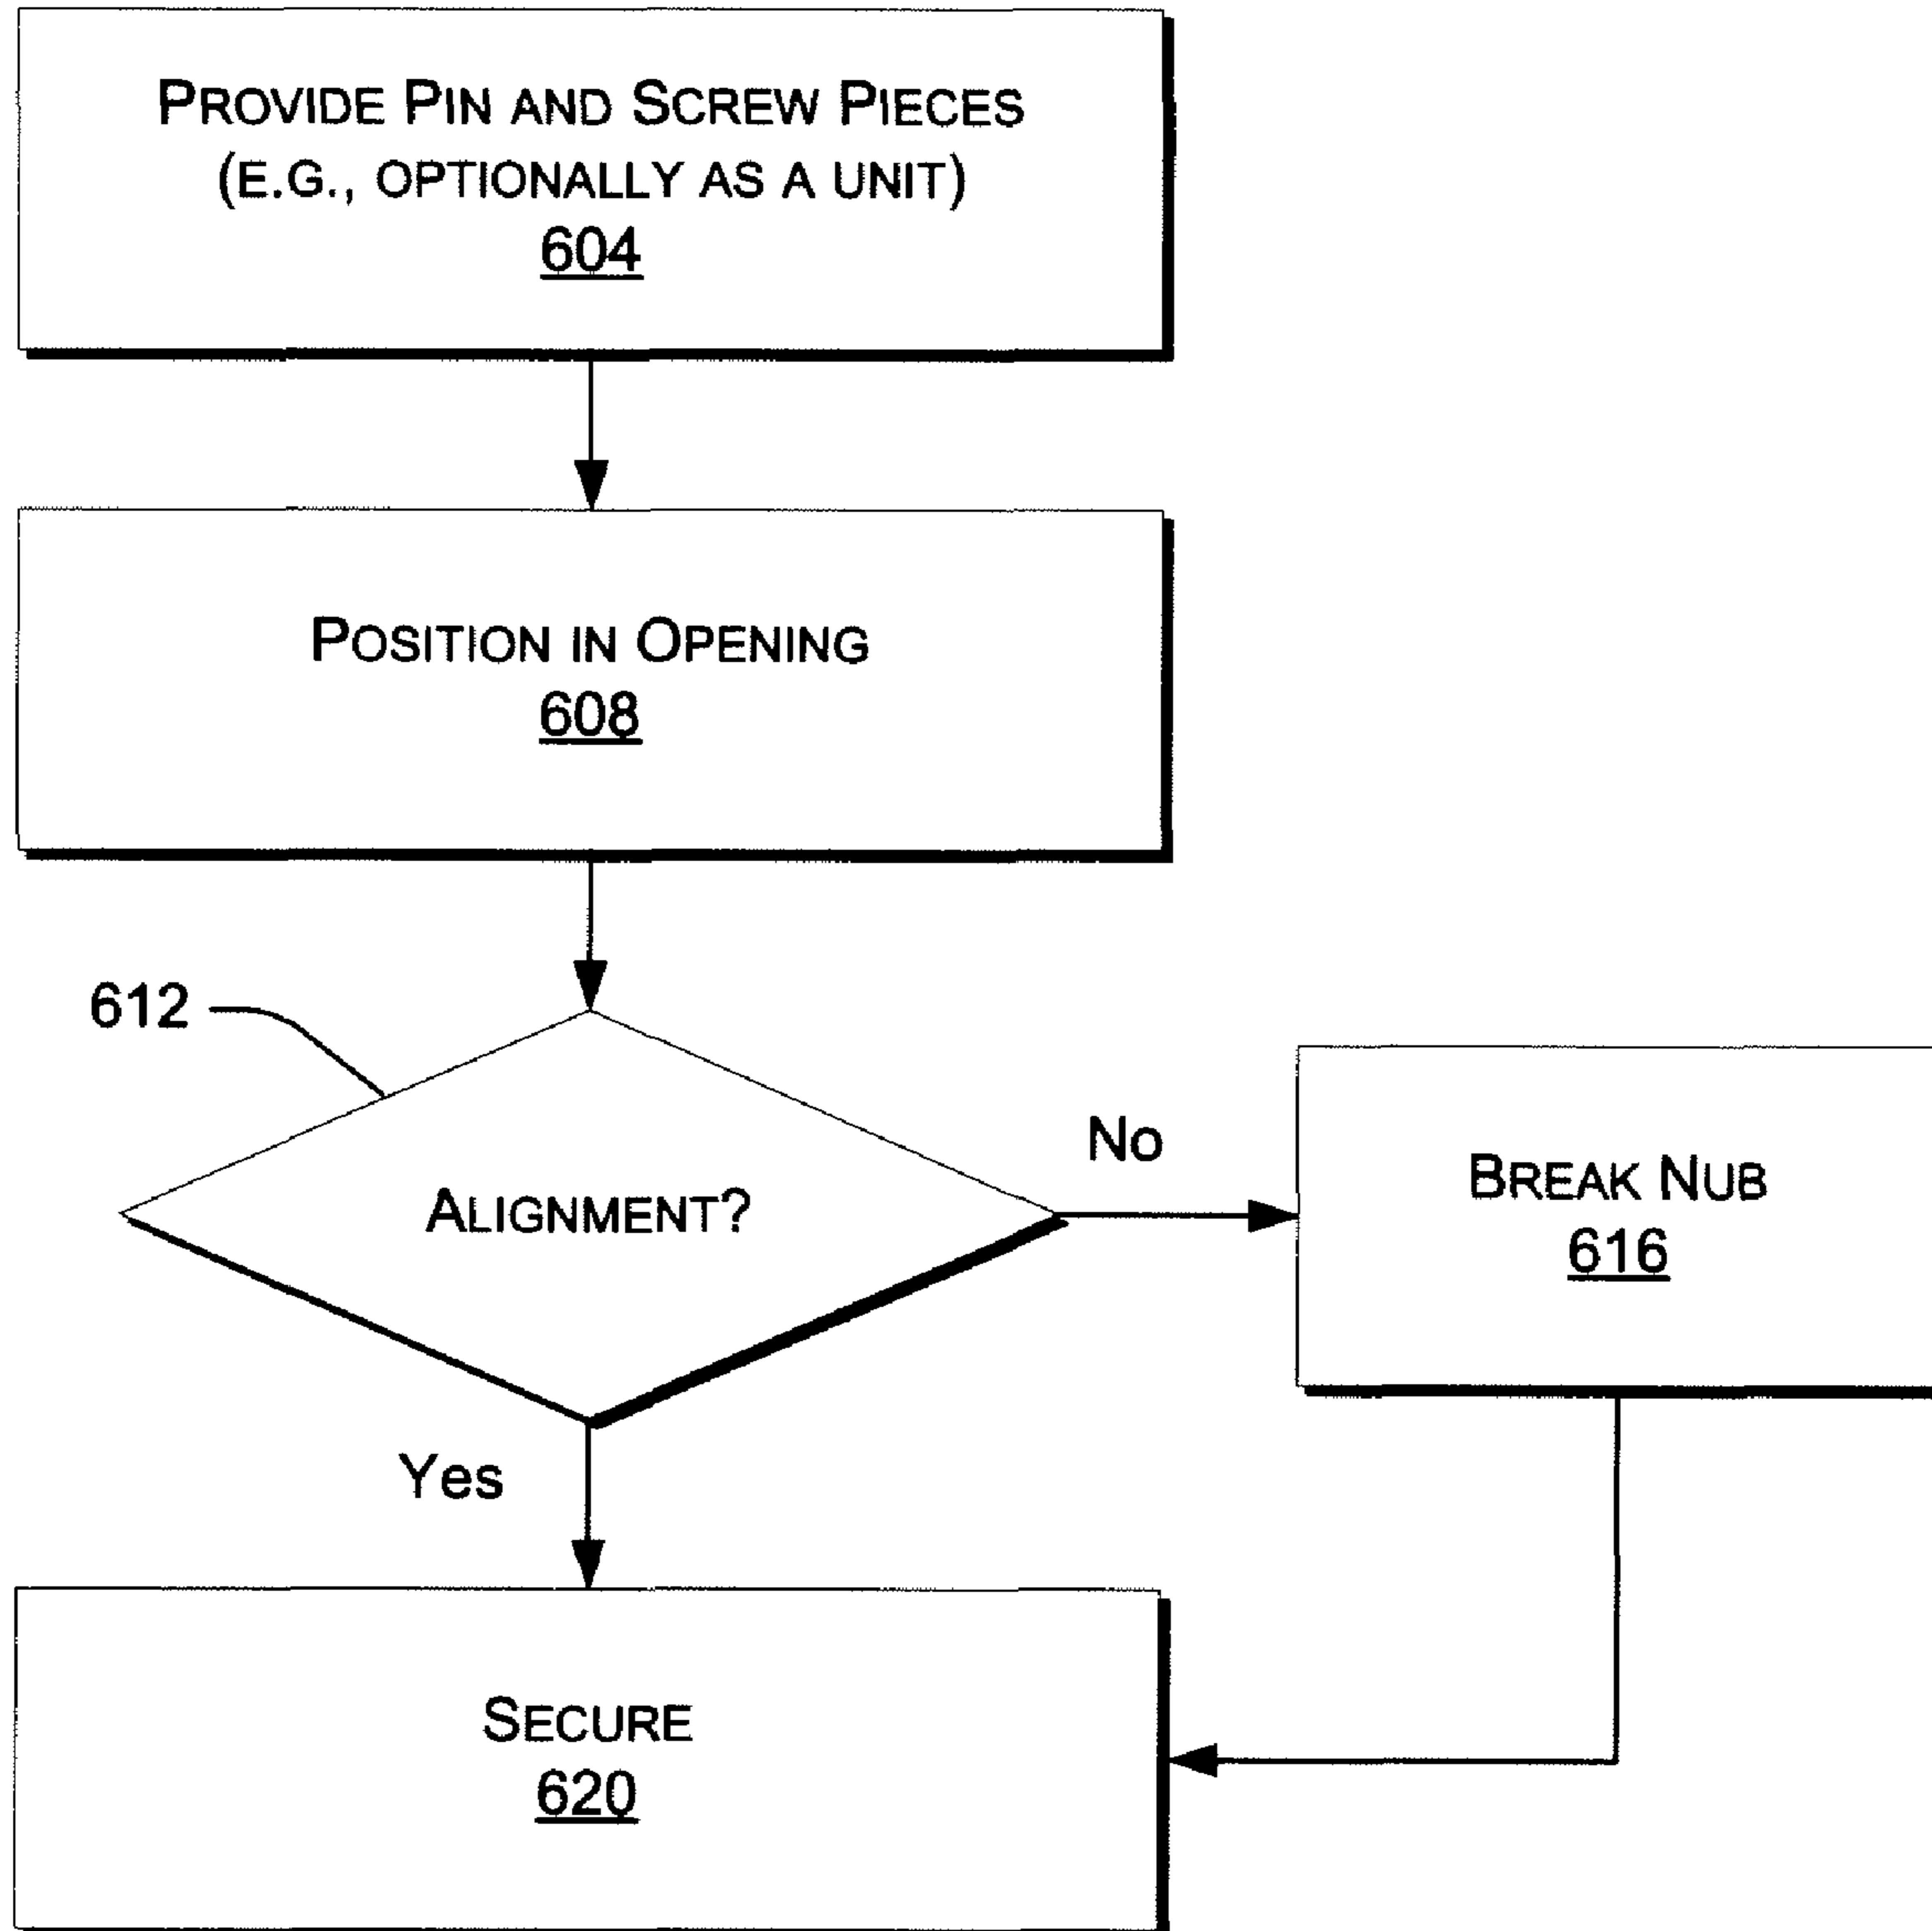 PROVIDE PIN AND SCREW PIECES
(E.G., OPTIONALLY AS A UNIT)
604
POSITION IN OPENING
608
612
ALIGNMENT?
No
BREAK NUB
616
Yes
SECURE
620